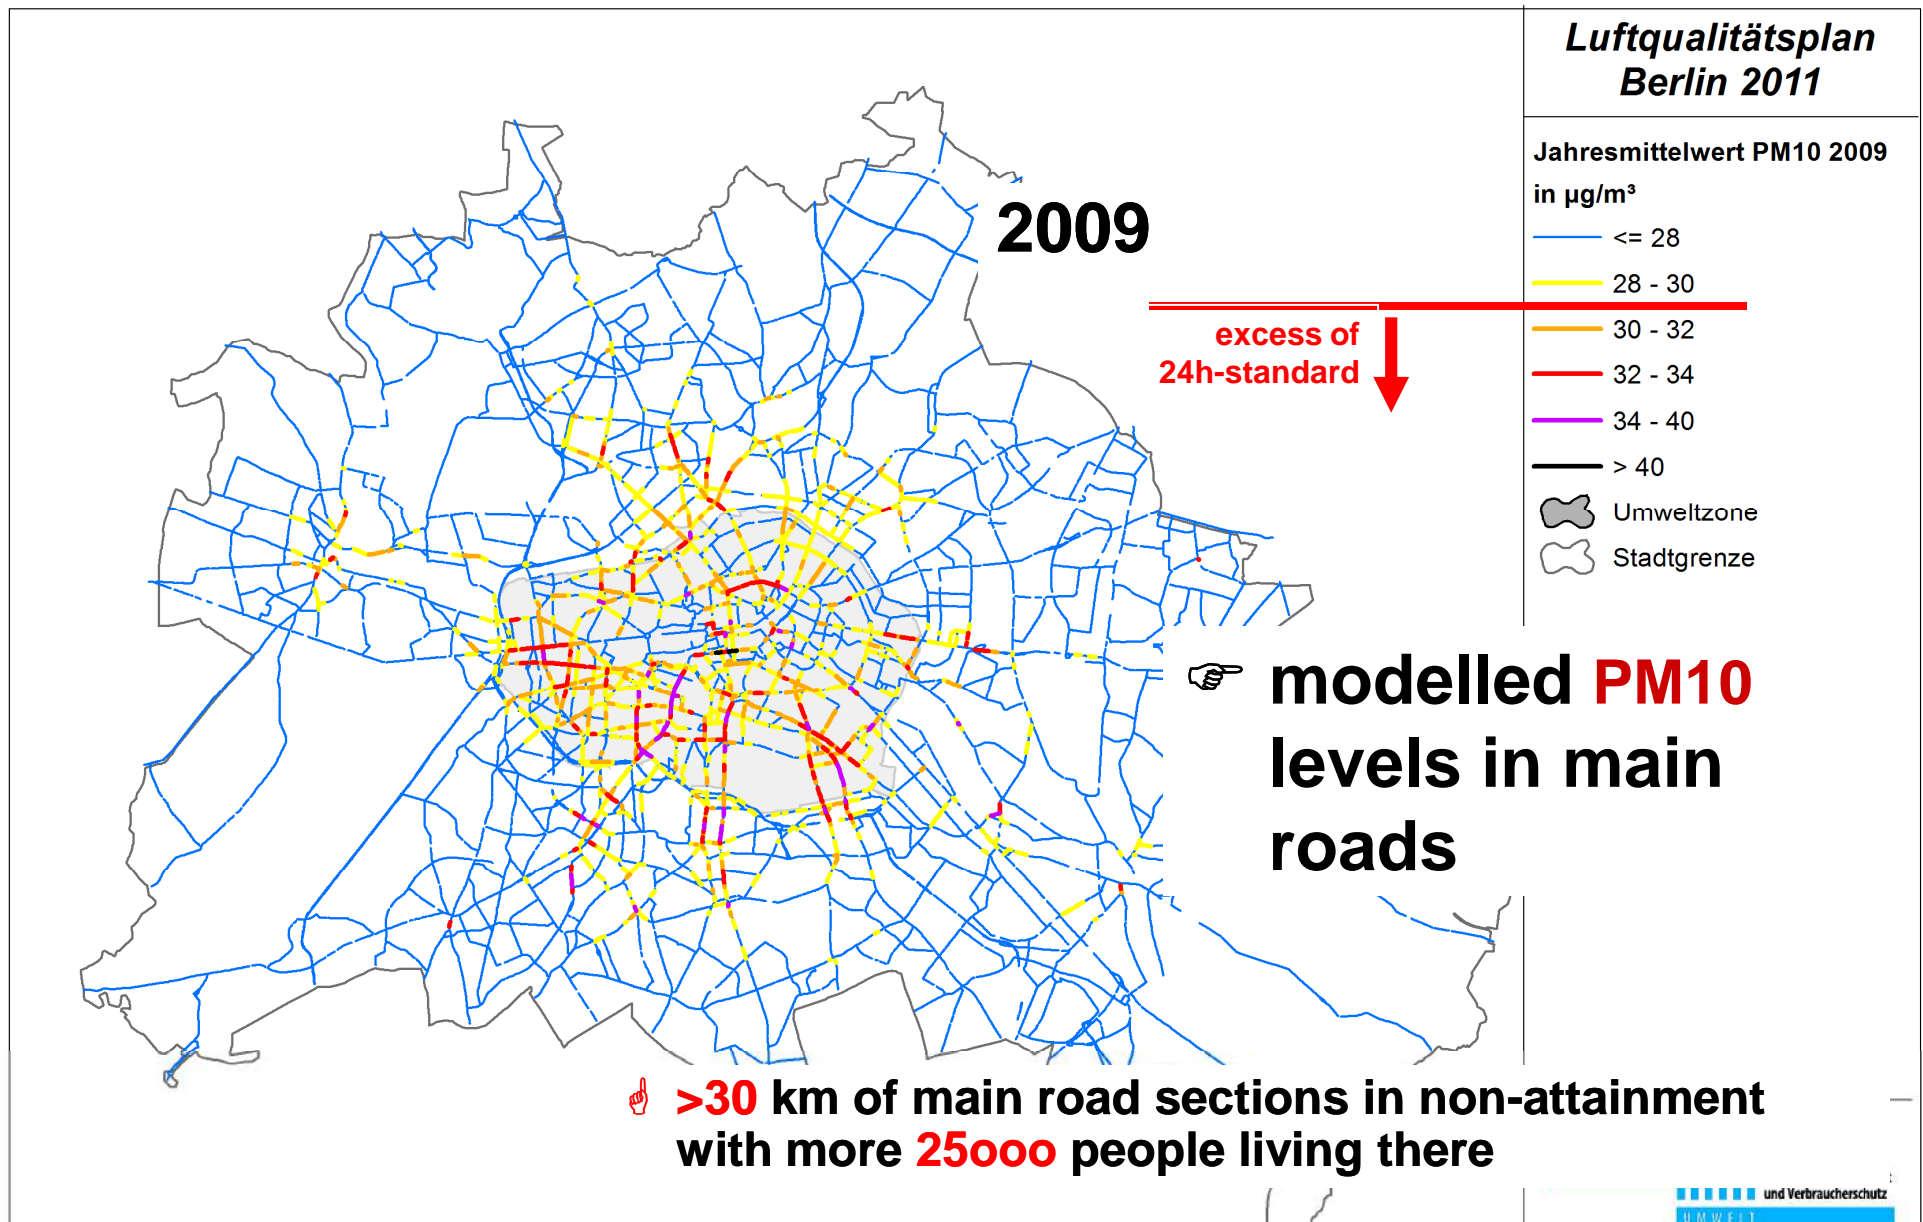 Luftqualitätsplan
Berlin 2011
Jahresmittelwert PM10 2009
in µg/m³
<= 28
28 - 30
30 - 32
32 - 34
34 - 40
> 40
Umweltzone
Stadtgrenze
2009
excess of
24h-standard
modelled PM10
levels in main
roads
>30 km of main road sections in non-attainment
with more 25ooo people living there
und Verbraucherschutz
UMWELT